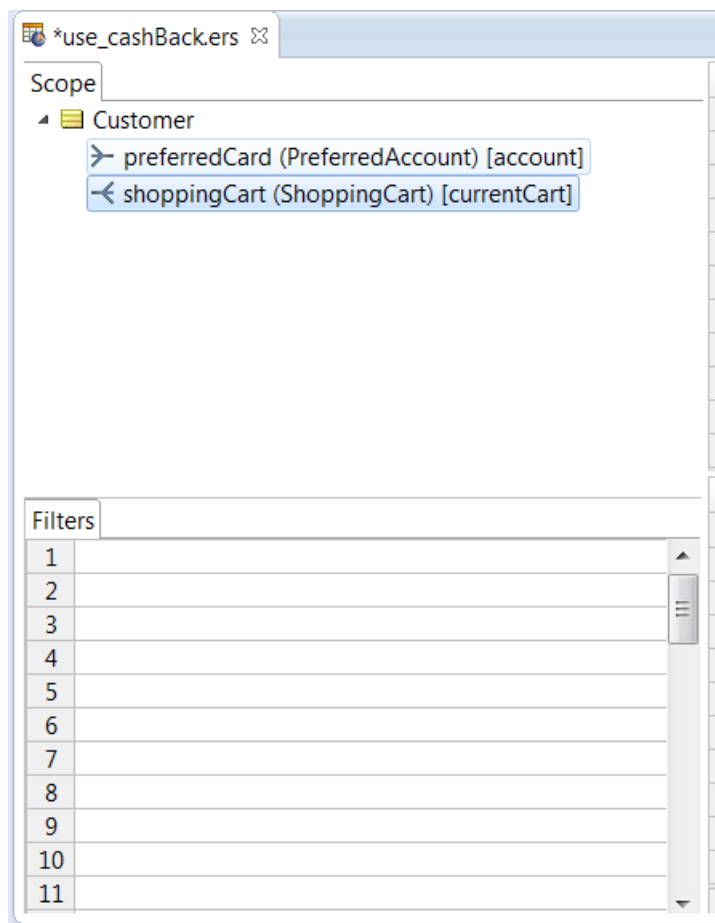 *use_cashBack.ers
Scope
Customer
preferredCard (PreferredAccount) [account]
shoppingCart (ShoppingCart) [currentCart]
Filters
1
2
3
4
5
6
7
8
9
10
11